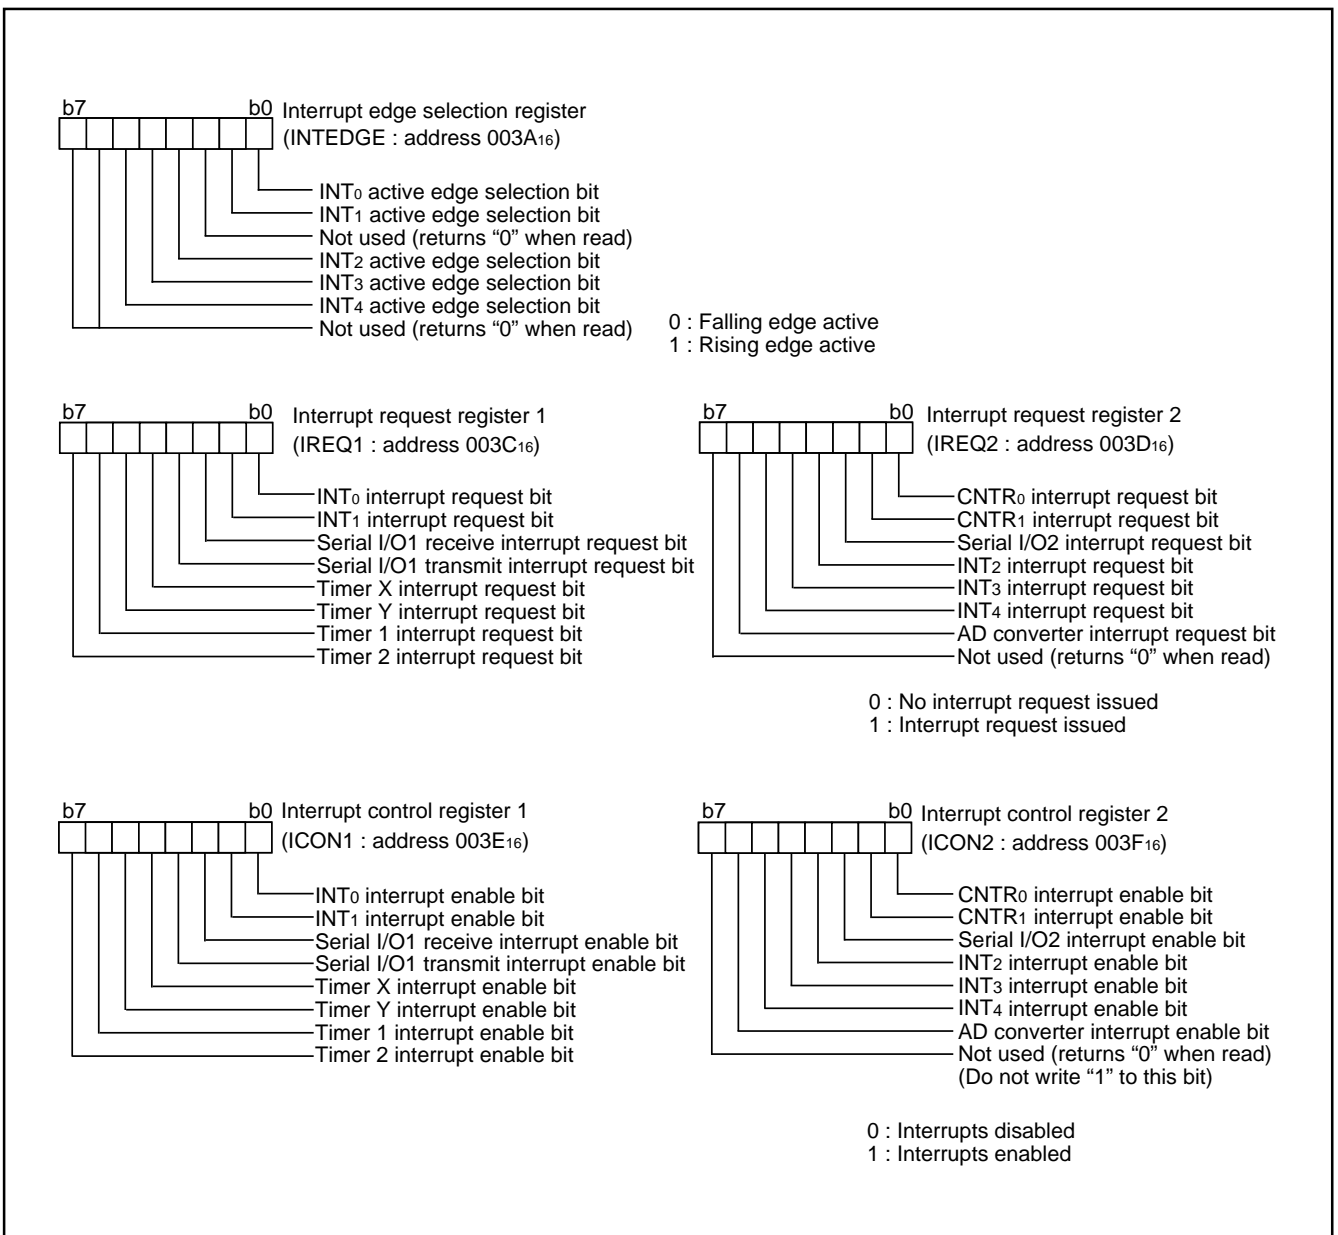 b7 b0 Interrupt edge selection register
(INTEDGE : address 003A16)
INT0 active edge selection bit
INT1 active edge selection bit
Not used (returns “0” when read)
INT2 active edge selection bit
INT3 active edge selection bit
INT4 active edge selection bit
Not used (returns “0” when read)
0 : Falling edge active
1 : Rising edge active
b7 b0 Interrupt request register 1
(IREQ1 : address 003C16)
INT0 interrupt request bit
INT1 interrupt request bit
Serial I/O1 receive interrupt request bit
Serial I/O1 transmit interrupt request bit
Timer X interrupt request bit
Timer Y interrupt request bit
Timer 1 interrupt request bit
Timer 2 interrupt request bit
b7 b0 Interrupt request register 2
(IREQ2 : address 003D16)
CNTR0 interrupt request bit
CNTR1 interrupt request bit
Serial I/O2 interrupt request bit
INT2 interrupt request bit
INT3 interrupt request bit
INT4 interrupt request bit
AD converter interrupt request bit
Not used (returns “0” when read)
0 : No interrupt request issued
1 : Interrupt request issued
b7 b0 Interrupt control register 1
(ICON1 : address 003E16)
INT0 interrupt enable bit
INT1 interrupt enable bit
Serial I/O1 receive interrupt enable bit
Serial I/O1 transmit interrupt enable bit
Timer X interrupt enable bit
Timer Y interrupt enable bit
Timer 1 interrupt enable bit
Timer 2 interrupt enable bit
b7 b0 Interrupt control register 2
(ICON2 : address 003F16)
CNTR0 interrupt enable bit
CNTR1 interrupt enable bit
Serial I/O2 interrupt enable bit
INT2 interrupt enable bit
INT3 interrupt enable bit
INT4 interrupt enable bit
AD converter interrupt enable bit
Not used (returns “0” when read)
(Do not write “1” to this bit)
0 : Interrupts disabled
1 : Interrupts enabled